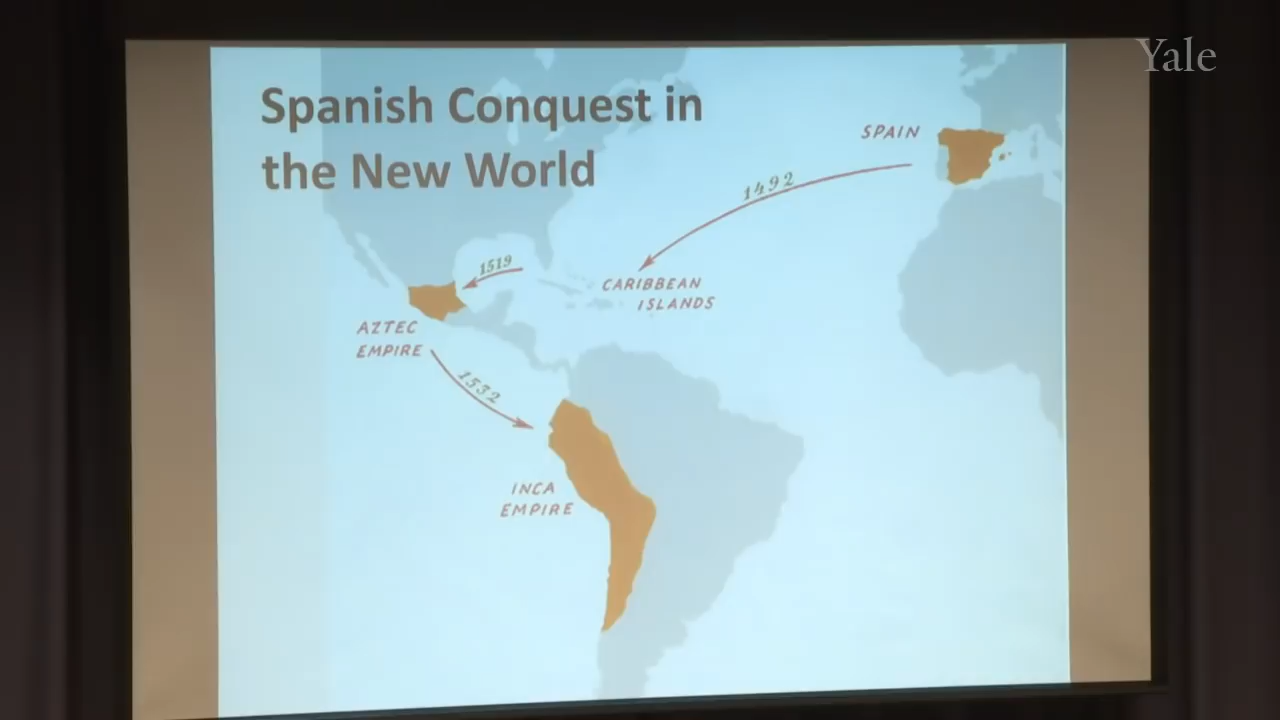 Yale
Spanish Conquest in
the New World
SPAIN
1492
1519
CARIBBEAN
ISLANDS
AZTEC
EMPIRE
1532
INCA
EMPIRE